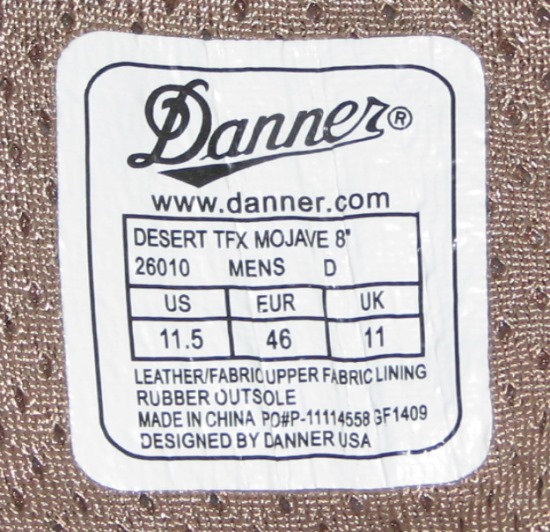 Danner®
www.danner.com
DESERT TFX MOJAVE 8"
26010 MENS D
US EUR UK
11.5 46 11
LEATHER/FABRIC UPPER FABRIC LINING
RUBBER OUTSOLE
MADE IN CHINA PO#P-11114558 GF1409
DESIGNED BY DANNER USA